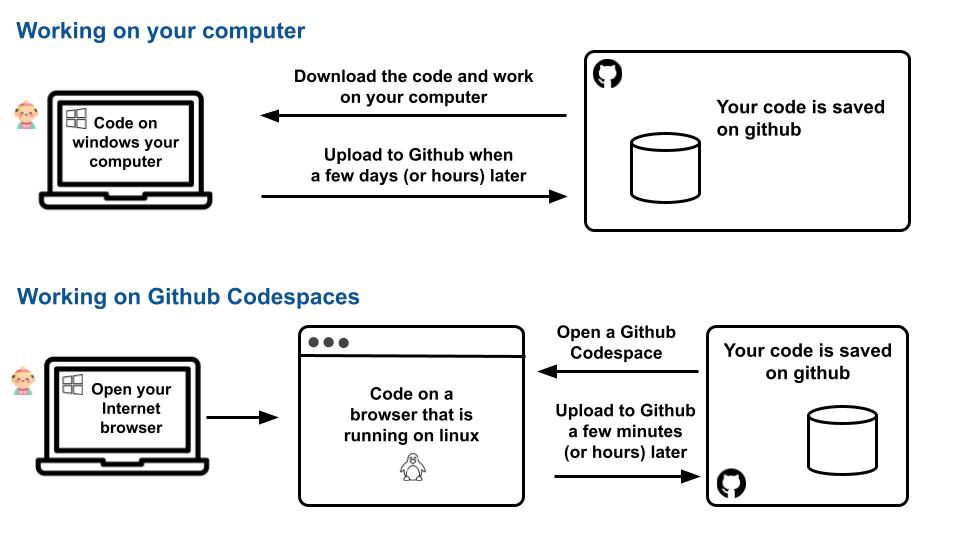 Working on your computer
Download the code and work
on your computer
Code on
windows your
computer
Upload to Github when
a few days (or hours) later
Your code is saved
on github
Working on Github Codespaces
Open your
Internet
browser
Code on a
browser that is
running on linux
Open a Github
Codespace
Upload to Github
a few minutes
(or hours) later
Your code is saved
on github